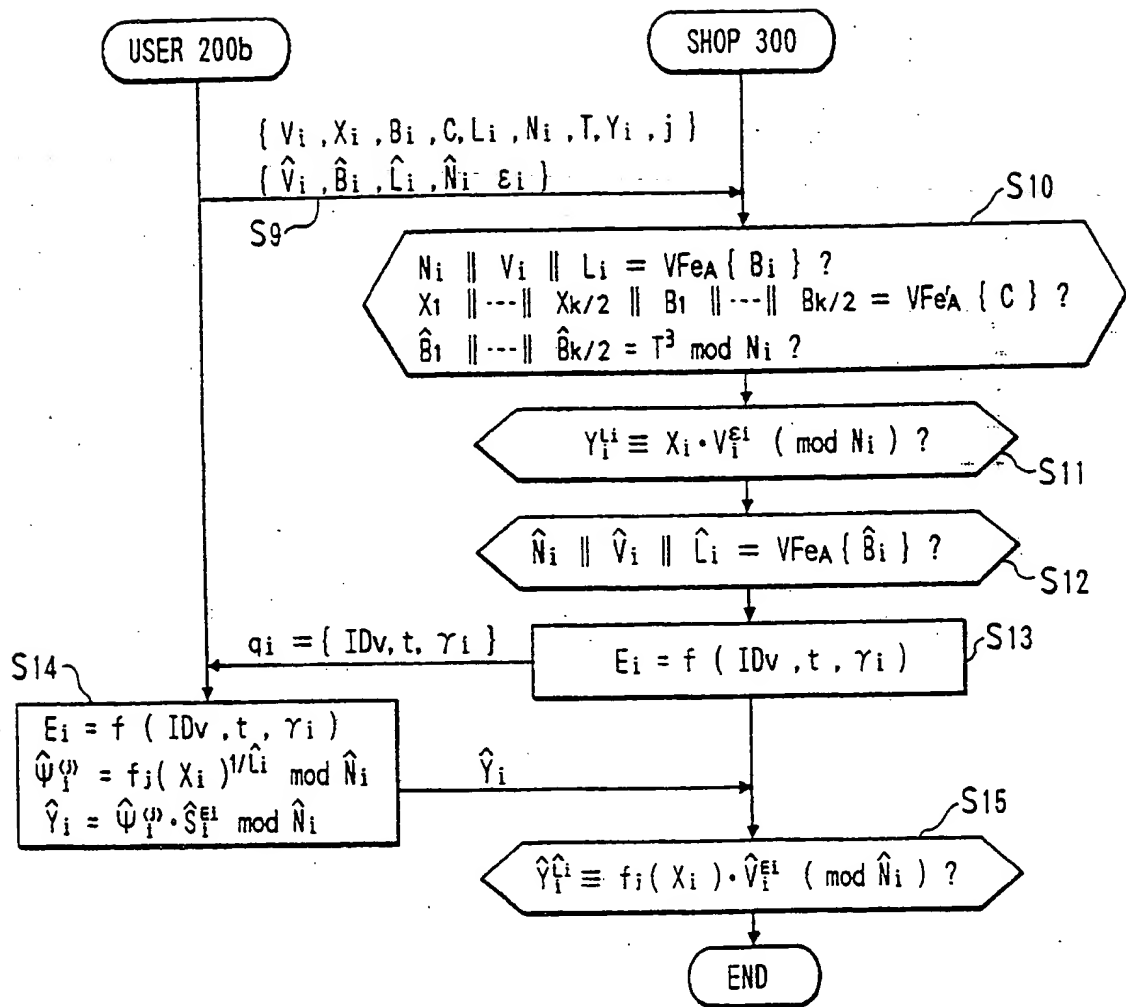 USER 200b
SHOP 300
{ Vi , Xi , Bi , C, Li , Ni , T, Yi , j }
{ V̂i , B̂i , L̂i , N̂i εi }
S9
S10
Ni ‖ Vi ‖ Li = VFeA { Bi } ?
X1 ‖ --- ‖ Xk/2 ‖ B1 ‖ --- ‖ Bk/2 = VFe'A { C } ?
B̂1 ‖ --- ‖ B̂k/2 = T³ mod Ni ?
Yi^Li ≡ Xi • Vi^εi ( mod Ni ) ?
S11
N̂i ‖ V̂i ‖ L̂i = VFeA { B̂i } ?
S12
qi = { IDv, t, γi }
Ei = f ( IDv , t , γi )
S13
S14
Ei = f ( IDv , t , γi )
Ψ̂i^(j) = fj( Xi )^1/L̂i mod N̂i
Ŷi = Ψ̂i^(j) • Ŝi^Ei mod N̂i
Ŷi
S15
Ŷi^L̂i ≡ fj( Xi ) • V̂i^Ei ( mod N̂i ) ?
END